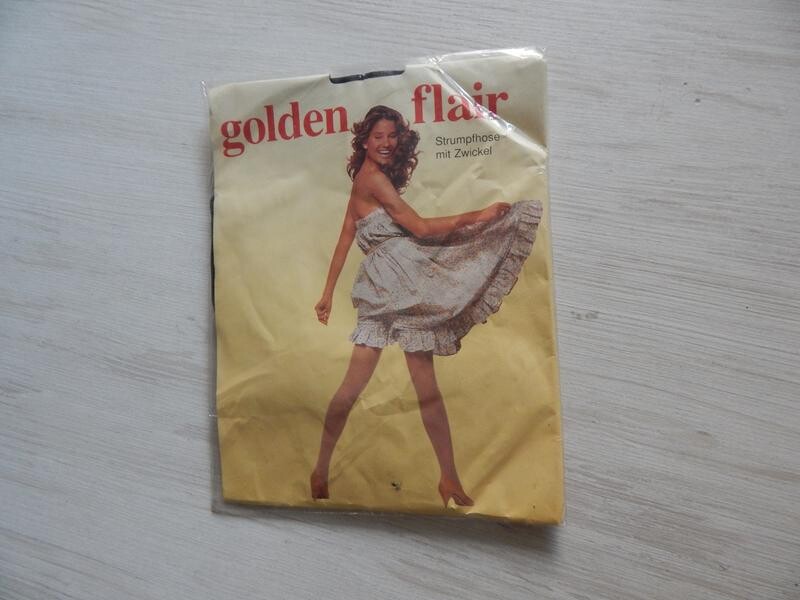 golden flair
Strumpfhose
mit Zwickel